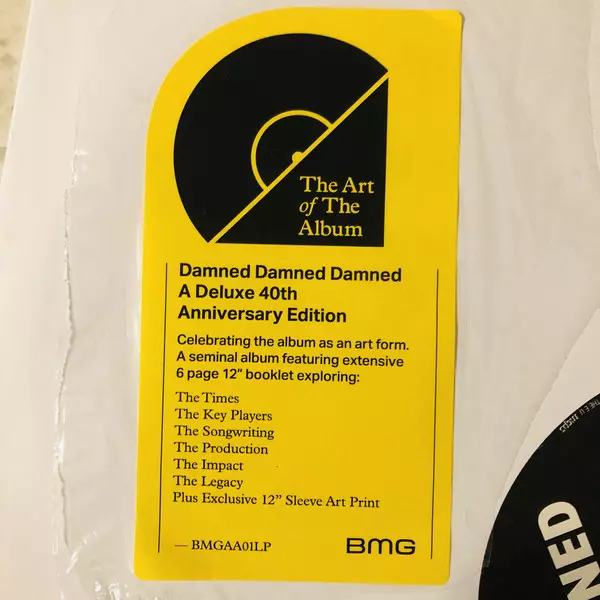 The Art
of The
Album
Damned Damned Damned
A Deluxe 40th
Anniversary Edition
Celebrating the album as an art form.
A seminal album featuring extensive
6 page 12" booklet exploring:
The Times
The Key Players
The Songwriting
The Production
The Impact
The Legacy
Plus Exclusive 12” Sleeve Art Print
— BMGAA01LP
BMG
NED